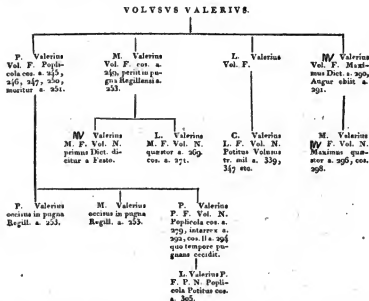 VOLVSVS VALERIVS.
P. Valerius
Vol. F. Popli-
cola cos. a. 245,
246, 247, 250,
moritur a. 251.
M. Valerius
Vol. F. cos. a.
249, periit in pu-
gna Regillensi a.
253.
L. Valerius
Vol. F.
Valerius
Vol. F. Maxi-
mus Dict. a. 290,
Augur obiit a.
291.
Valerius
M. F. Vol. N.
primus Dict. di-
citur a Festo.
L. Valerius
M. F. Vol. N.
quaestor a. 269.
cos. a. 271.
C. Valerius
L. F. Vol. N.
Potitus Volusus
tr. mil a. 339,
347 etc.
M. Valerius
Vol. N.
Maximus quae-
stor a 296, cos.
298.
P. Valerius
occisus in pugna
Regill. a. 253.
M. Valerius
occisus in pugna
Regill. a. 253.
P. Valerius
P. F. Vol. N.
Poplicola cos. a.
279, interrex a.
292, cos. II a. 294
quo tempore pu-
gnans cecidit.
L. Valerius P.
F. P. N. Popli-
cola Potitus cos.
a. 305.